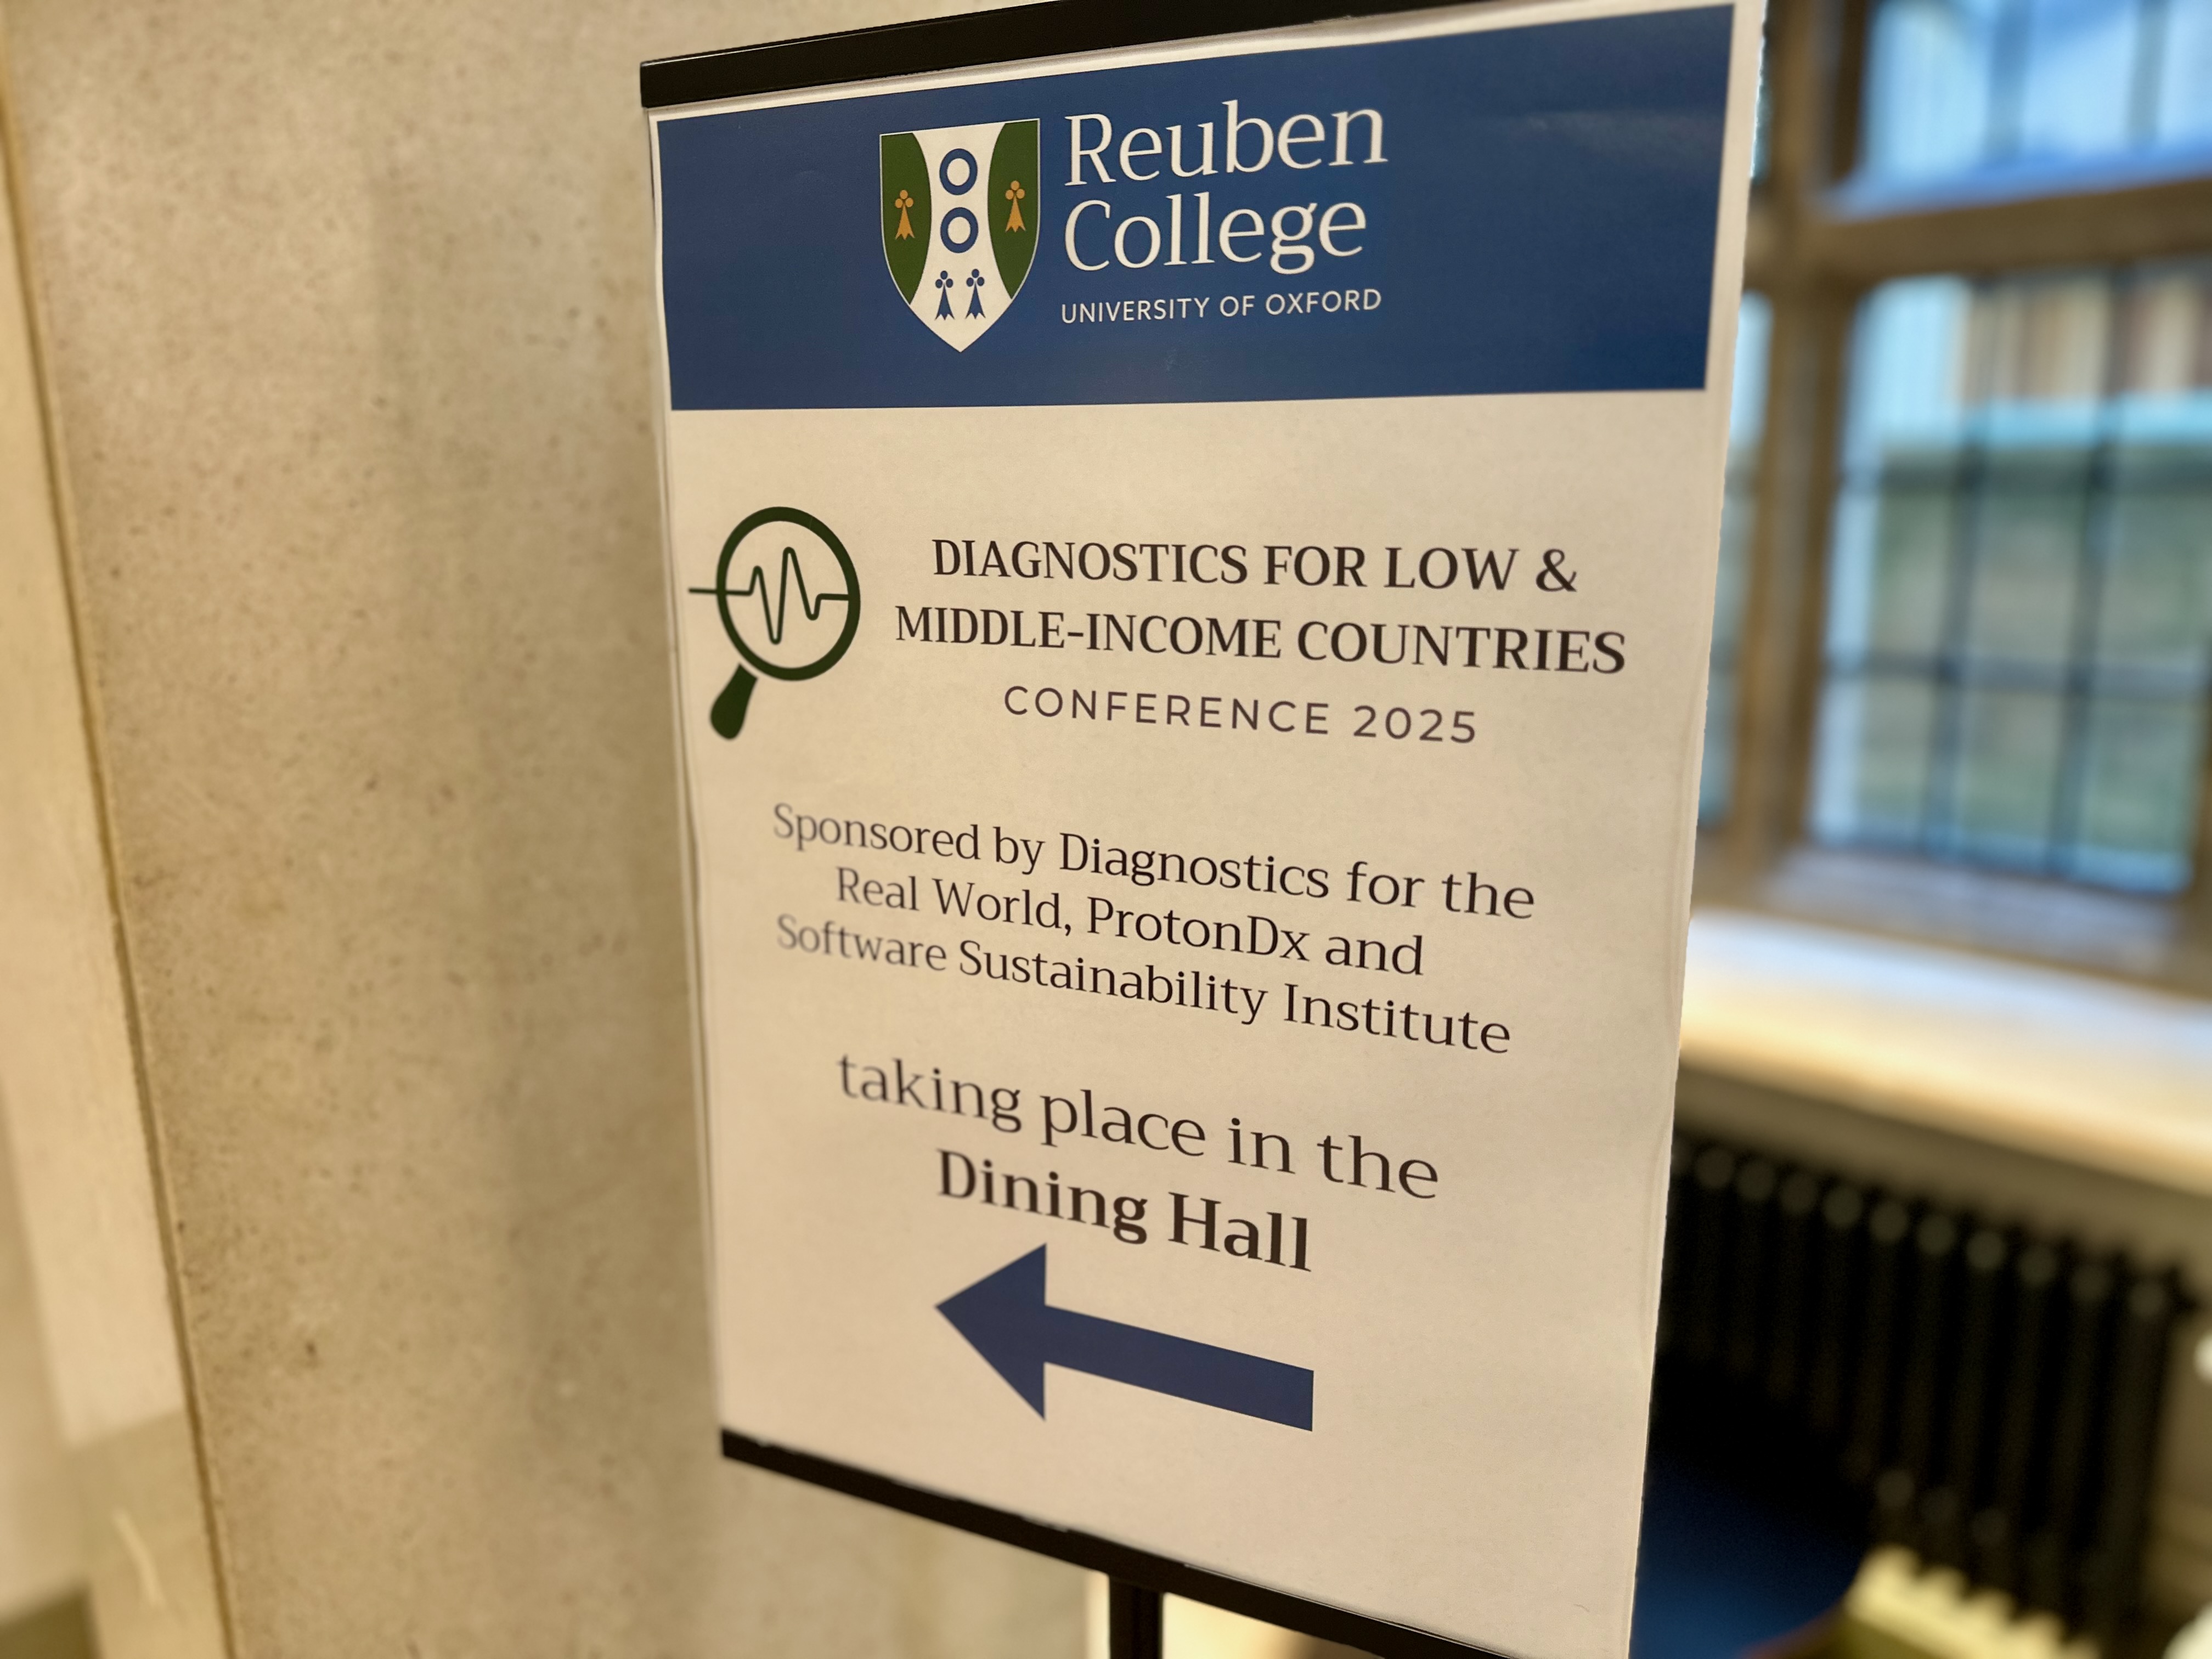 Reuben
College
UNIVERSITY OF OXFORD
DIAGNOSTICS FOR LOW &
MIDDLE-INCOME COUNTRIES
CONFERENCE 2025
Sponsored by Diagnostics for the
Real World, ProtonDx and
Software Sustainability Institute
taking place in the
Dining Hall